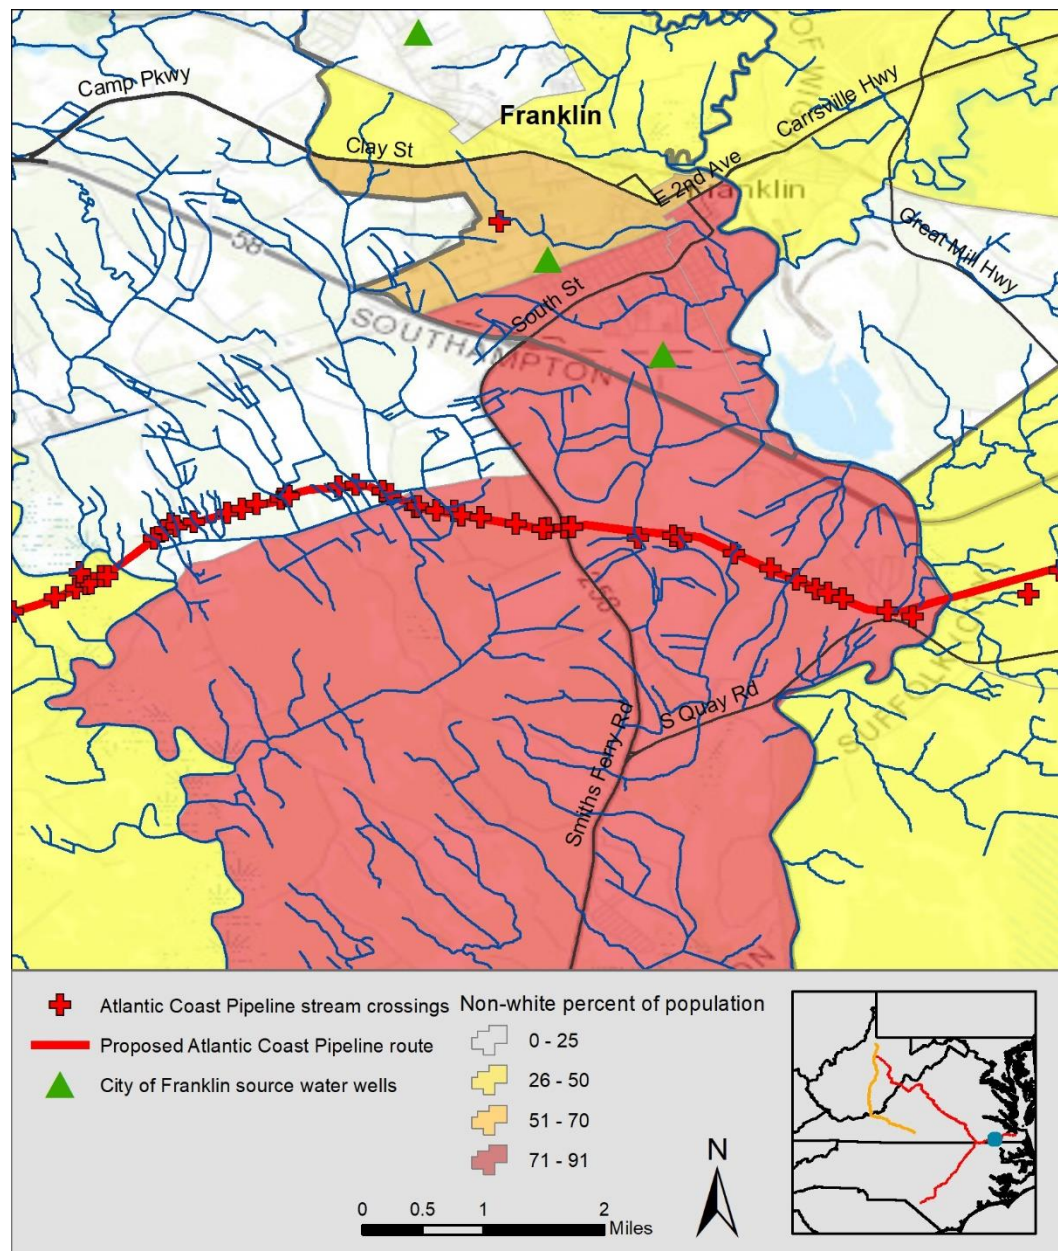 Camp Pkwy
Clay St
Franklin
Carrsville Hwy
OF WIGH
E 2nd Ave
Franklin
Great Mill Hwy
58
SOUTHAMPTON
South St
258
S Quay Rd
Smiths Ferry Rd
SUFFOLK
Atlantic Coast Pipeline stream crossings
Proposed Atlantic Coast Pipeline route
City of Franklin source water wells
Non-white percent of population
0 - 25
26 - 50
51 - 70
71 - 91
N
0 0.5 1 2
Miles